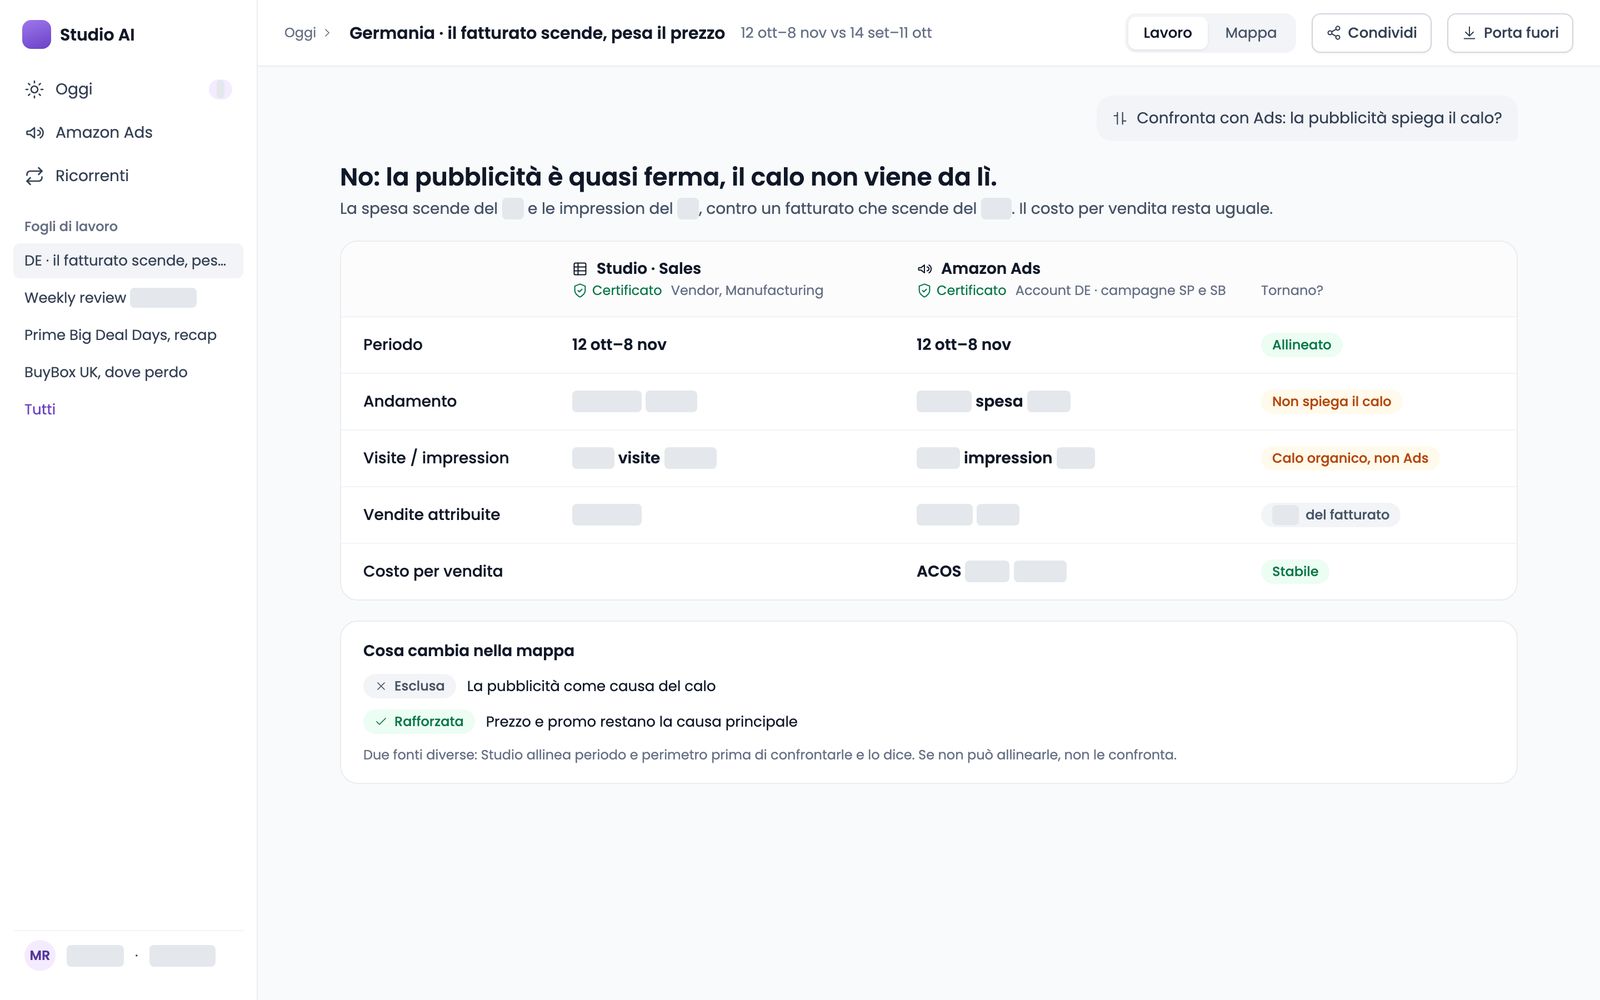 Studio AI
Oggi
Amazon Ads
Ricorrenti
Fogli di lavoro
DE · il fatturato scende, pes...
Weekly review
Prime Big Deal Days, recap
BuyBox UK, dove perdo
Tutti
MR ·
Oggi > Germania · il fatturato scende, pesa il prezzo 12 ott–8 nov vs 14 set–11 ott
Lavoro Mappa Condividi Porta fuori
Confronta con Ads: la pubblicità spiega il calo?
No: la pubblicità è quasi ferma, il calo non viene da lì.
La spesa scende del e le impression del , contro un fatturato che scende del . Il costo per vendita resta uguale.
Studio · Sales Amazon Ads
Certificato Vendor, Manufacturing Certificato Account DE · campagne SP e SB Tornano?
Periodo 12 ott–8 nov 12 ott–8 nov Allineato
Andamento spesa Non spiega il calo
Visite / impression visite impression Calo organico, non Ads
Vendite attribuite del fatturato
Costo per vendita ACOS Stabile
Cosa cambia nella mappa
Esclusa La pubblicità come causa del calo
Rafforzata Prezzo e promo restano la causa principale
Due fonti diverse: Studio allinea periodo e perimetro prima di confrontarle e lo dice. Se non può allinearle, non le confronta.